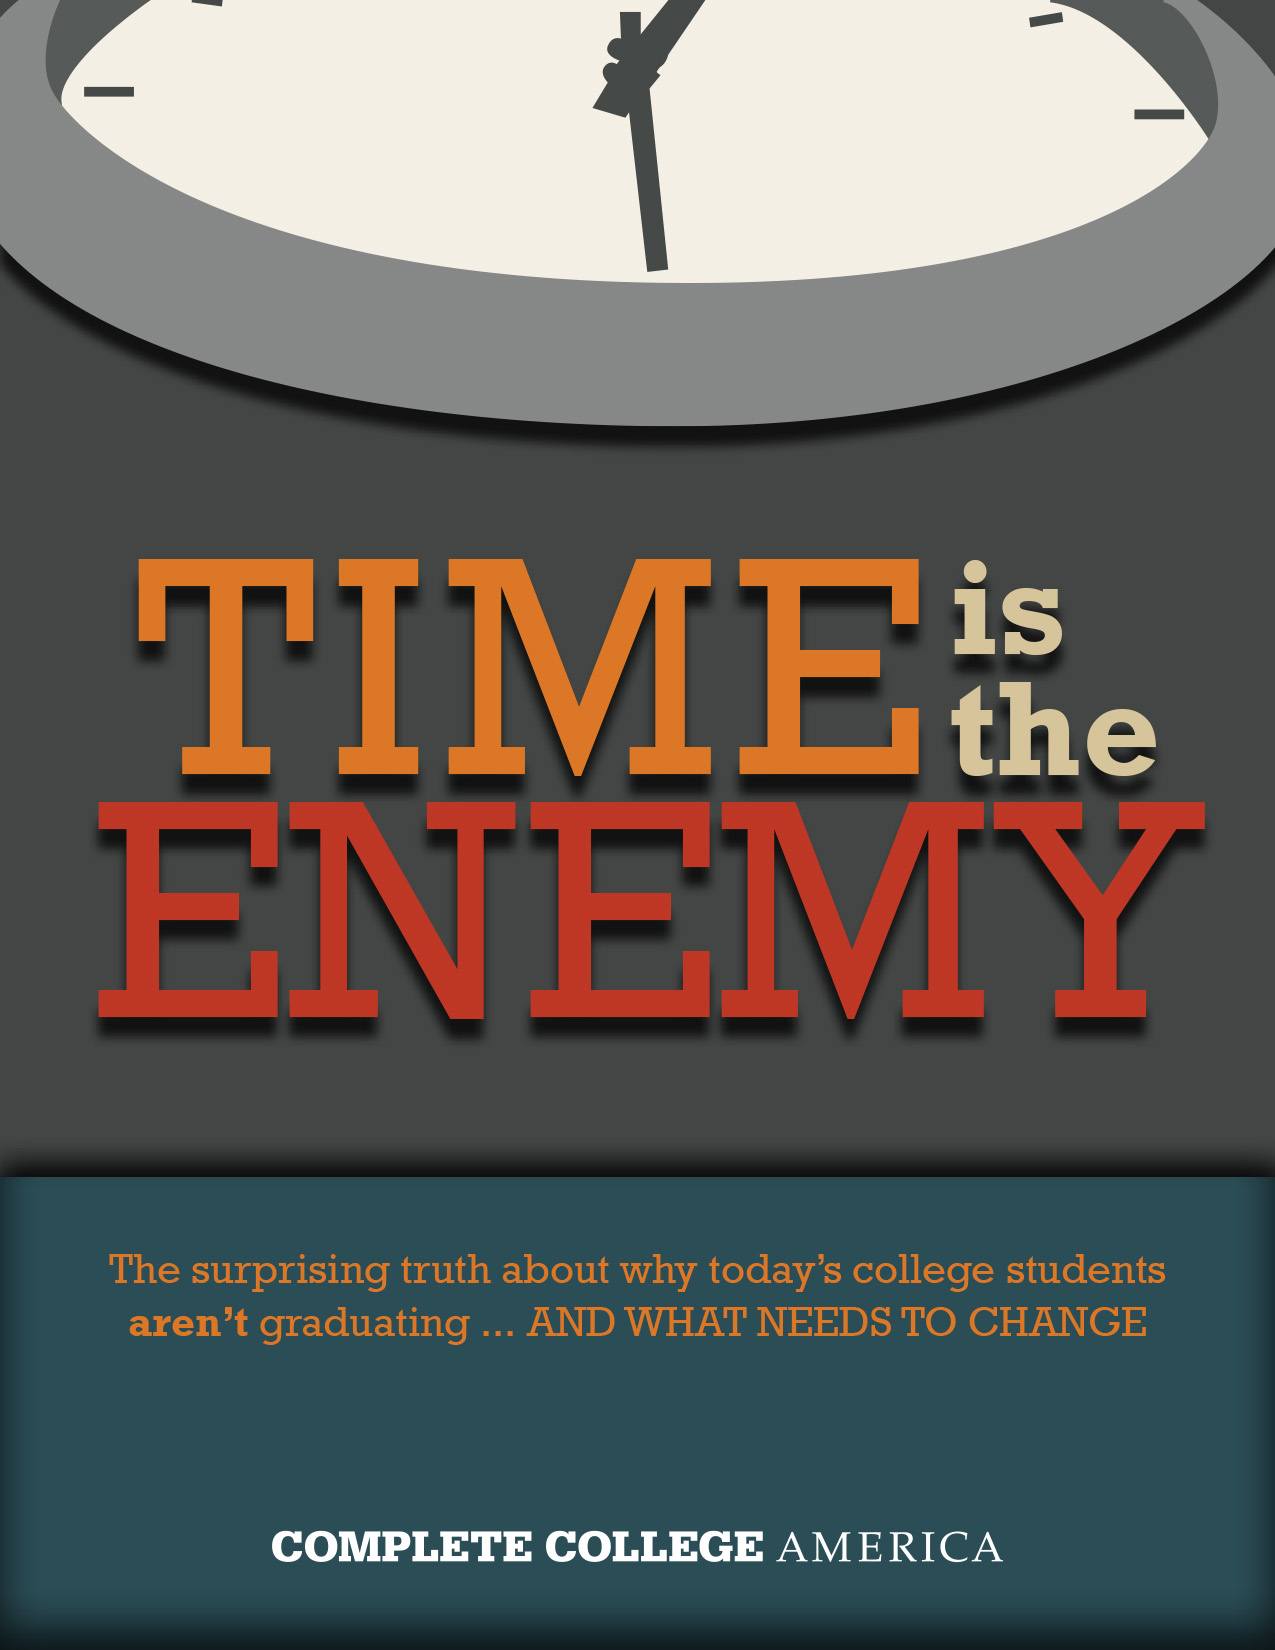 TIME is
the
ENEMY
The surprising truth about why today’s college students
aren’t graduating ... AND WHAT NEEDS TO CHANGE
COMPLETE COLLEGE AMERICA